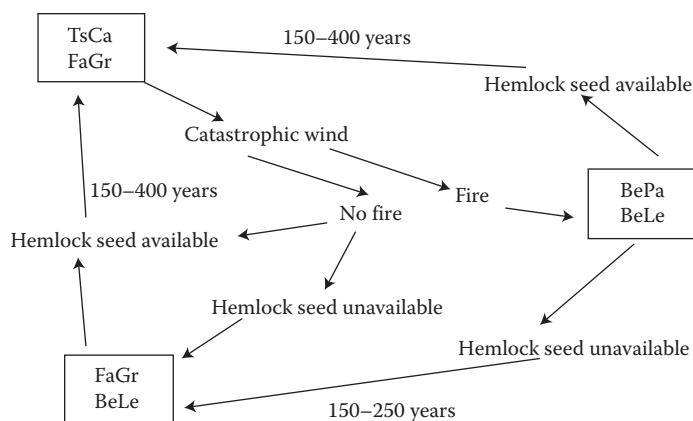 TsCa
FaGr
150–400 years
Hemlock seed available
Catastrophic wind
150–400 years
Fire
BePa
BeLe
No fire
Hemlock seed available
Hemlock seed unavailable
Hemlock seed unavailable
FaGr
BeLe
150–250 years